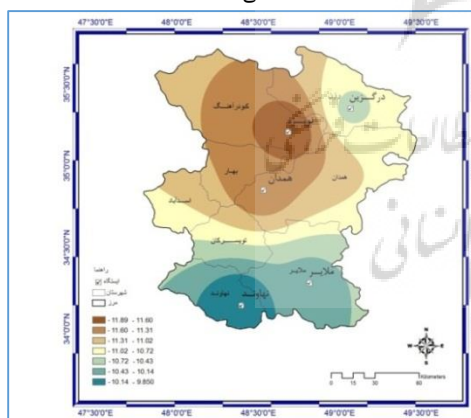 47°30'0"E 48°0'0"E 48°30'0"E 49°0'0"E 49°30'0"E
35°30'0"N
35°0'0"N
34°30'0"N
34°0'0"N
درگزین
کبودراهنگ
همدان
همدان
بهار
اسدآباد
تویسرکان
ملایر
ملایر
نهاوند
نهاوند
راهنما
ایستگاه
شهرستان
مرز
-11.89 - 11.60
-11.60 - 11.31
-11.31 - 11.02
-11.02 - 10.72
-10.72 - 10.43
-10.43 - 10.14
-10.14 - 9.850
N
Kilometers
0 15 30 60
47°30'0"E 48°0'0"E 48°30'0"E 49°0'0"E 49°30'0"E